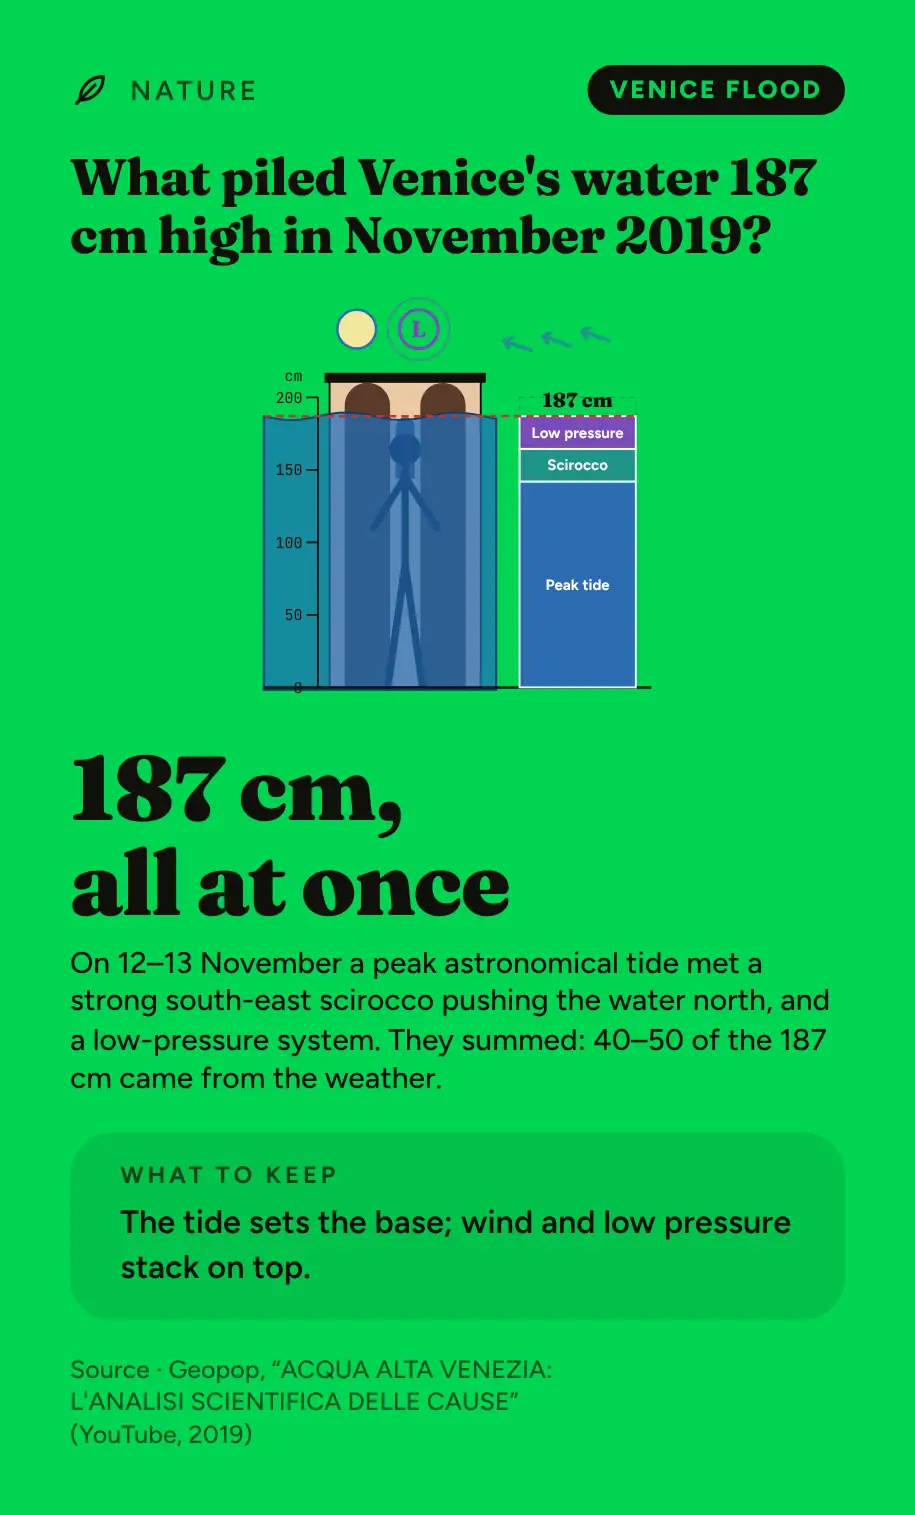 NATURE
VENICE FLOOD
What piled Venice's water 187
cm high in November 2019?
L
cm
200
150
100
50
0
187 cm
Low pressure
Scirocco
Peak tide
187 cm,
all at once
On 12–13 November a peak astronomical tide met a
strong south-east scirocco pushing the water north, and
a low-pressure system. They summed: 40–50 of the 187
cm came from the weather.
WHAT TO KEEP
The tide sets the base; wind and low pressure
stack on top.
Source · Geopop, “ACQUA ALTA VENEZIA:
L'ANALISI SCIENTIFICA DELLE CAUSE”
(YouTube, 2019)